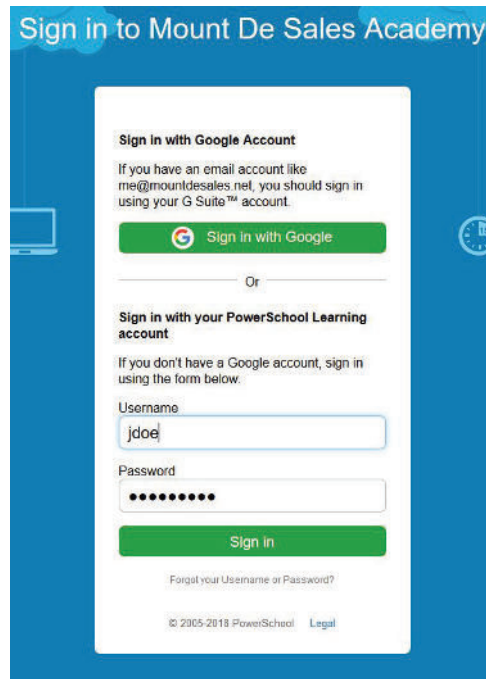 Sign in to Mount De Sales Academy
Sign in with Google Account
If you have an email account like
me@mountdesales.net, you should sign in
using your G Suite™ account.
Sign in with Google
Or
Sign in with your PowerSchool Learning
account
If you don't have a Google account, sign in
using the form below.
Username
jdoe
Password
●●●●●●●●●
Sign in
Forgot your Username or Password?
© 2005-2018 PowerSchool Legal